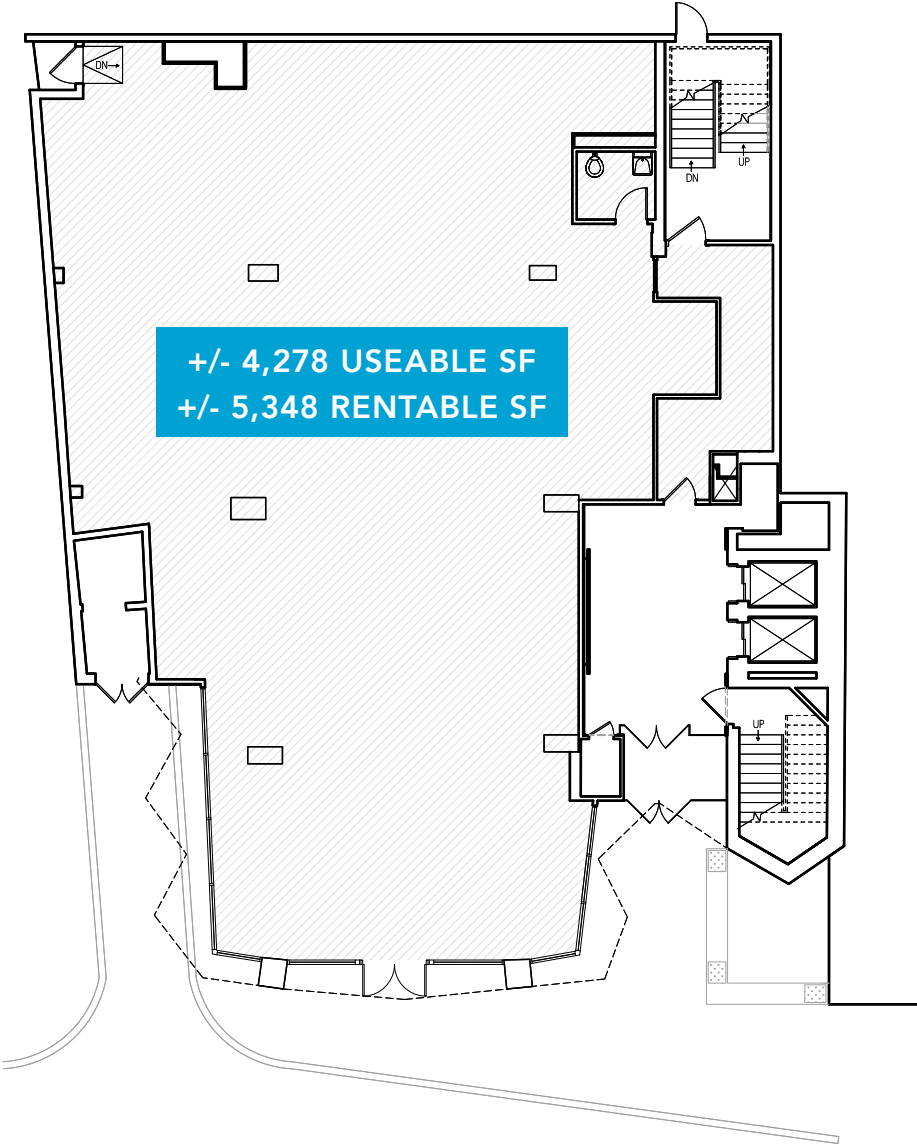 DN
UP
DN
+/- 4,278 USEABLE SF
+/- 5,348 RENTABLE SF
UP